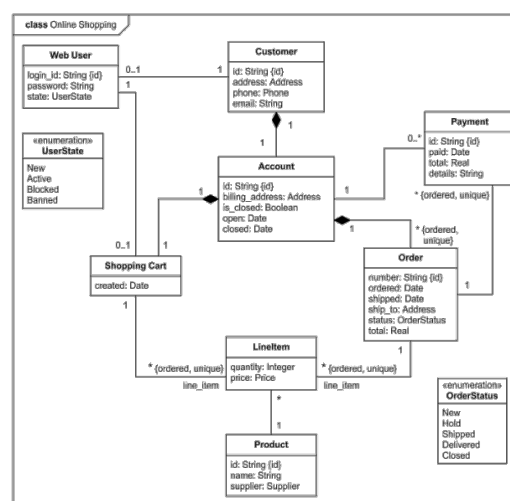 class Online Shopping
Web User
login_id: String {id}
password: String
state: UserState
0..1
1
1
Customer
id: String {id}
address: Address
phone: Phone
email: String
1
1
«enumeration»
UserState
New
Active
Blocked
Banned
Payment
id: String {id}
paid: Date
total: Real
details: String
0..*
* {ordered, unique}
Account
id: String {id}
billing_address: Address
is_closed: Boolean
open: Date
closed: Date
1
1
1
* {ordered,
unique}
0..1
1
Shopping Cart
created: Date
1
Order
number: String {id}
ordered: Date
shipped: Date
ship_to: Address
status: OrderStatus
total: Real
1
1
LineItem
quantity: Integer
price: Price
* {ordered, unique}
line_item
* {ordered, unique}
line_item
*
1
Product
id: String {id}
name: String
supplier: Supplier
«enumeration»
OrderStatus
New
Hold
Shipped
Delivered
Closed